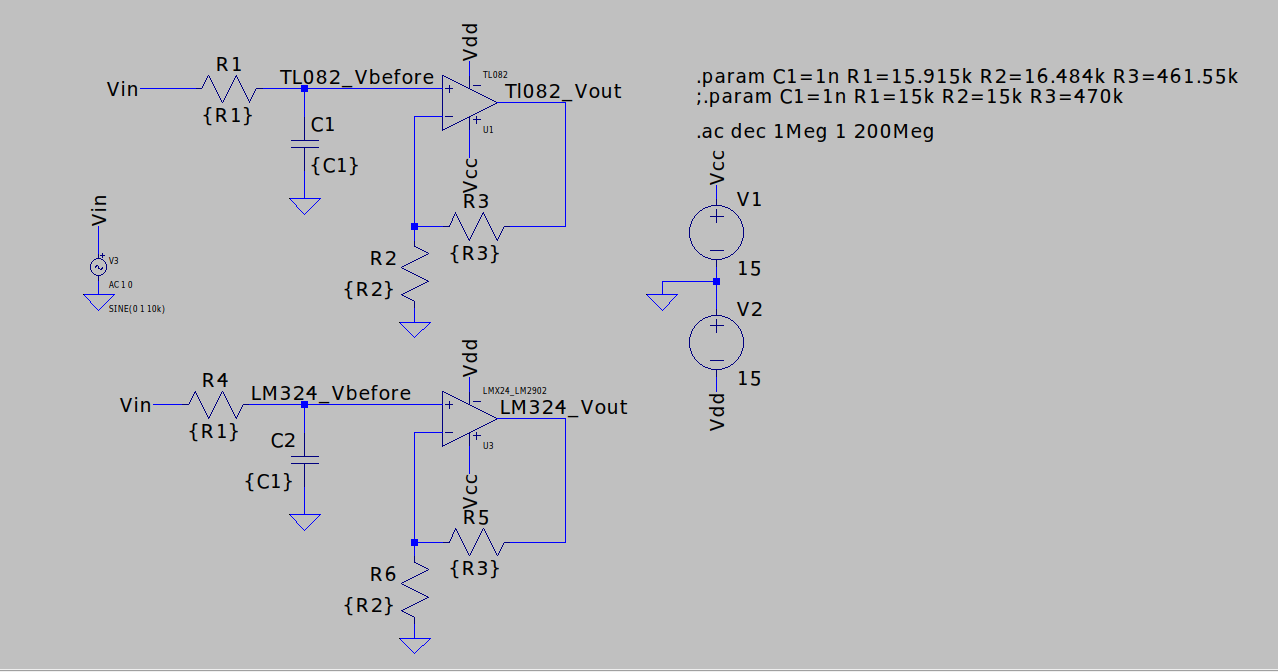 Vdd
R1
TL082_Vbefore
TL082
Vin
Tl082_Vout
.param C1=1n R1=15.915k R2=16.484k R3=461.55k
;.param C1=1n R1=15k R2=15k R3=470k
{R1}
C1
U1
.ac dec 1Meg 1 200Meg
{C1}
Vcc
Vcc
R3
V1
Vin
{R3}
R2
V3
15
AC 1 0
{R2}
SINE(0 1 10k)
V2
Vdd
R4
LM324_Vbefore
LMX24_LM2902
15
Vin
LM324_Vout
Vdd
{R1}
C2
U3
{C1}
Vcc
R5
{R3}
R6
{R2}